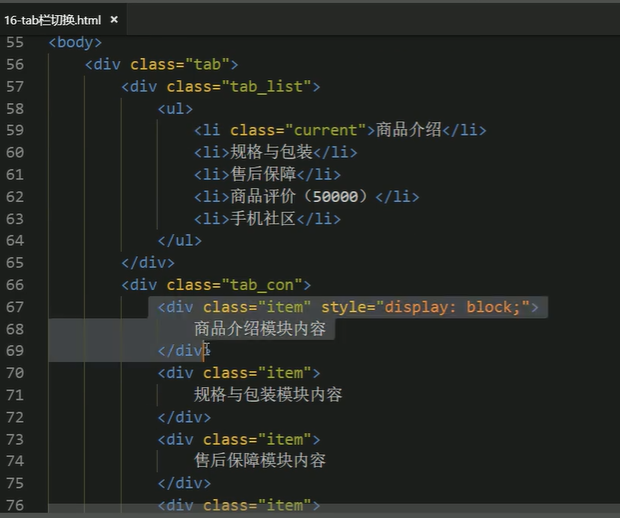 16-tab栏切换.html ×
55 <body>
56 <div class="tab">
57 <div class="tab_list">
58 <ul>
59 <li class="current">商品介绍</li>
60 <li>规格与包装</li>
61 <li>售后保障</li>
62 <li>商品评价（50000）</li>
63 <li>手机社区</li>
64 </ul>
65 </div>
66 <div class="tab_con">
67 <div class="item" style="display: block;">
68 商品介绍模块内容
69 </div>
70 <div class="item">
71 规格与包装模块内容
72 </div>
73 <div class="item">
74 售后保障模块内容
75 </div>
76 <div class="item">